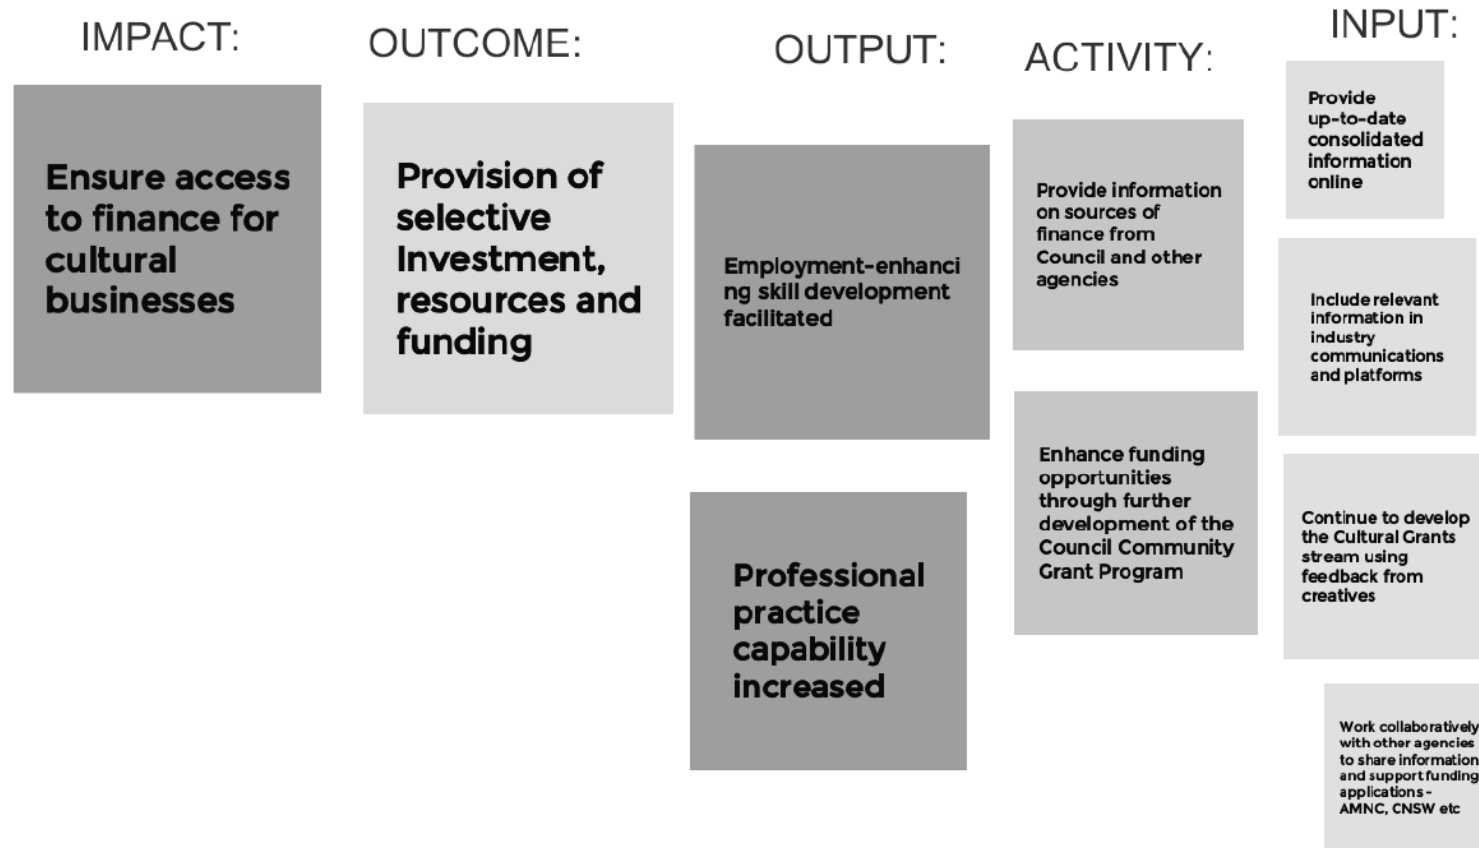 IMPACT:
Ensure access
to finance for
cultural
businesses
OUTCOME:
Provision of
selective
Investment,
resources and
funding
OUTPUT:
Employment-enhanci
ng skill development
facilitated
Professional
practice
capability
increased
ACTIVITY:
Provide information
on sources of
finance from
Council and other
agencies
Enhance funding
opportunities
through further
development of the
Council Community
Grant Program
INPUT:
Provide
up-to-date
consolidated
information
online
Include relevant
information in
industry
communications
and platforms
Continue to develop
the Cultural Grants
stream using
feedback from
creatives
Work collaboratively
with other agencies
to share information
and support funding
applications -
AMNC, CNSW etc